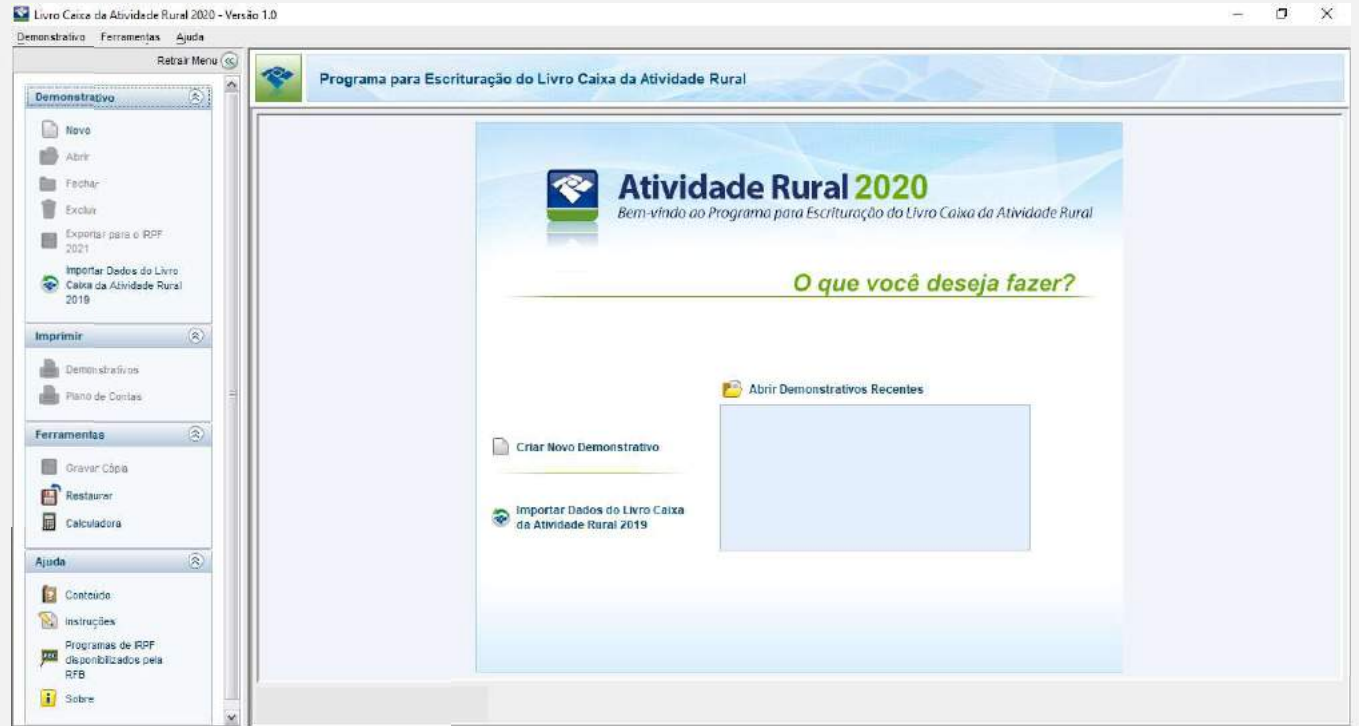 Livro Caixa da Atividade Rural 2020 - Versão 1.0
Demonstrativo Ferramentas Ajuda
Retrair Menu
Demonstrativo
Novo
Abrir
Fechar
Excluir
Exportar para o IRPF
2021
Importar Dados do Livro
Caixa da Atividade Rural
2019
Imprimir
Demonstrativos
Plano de Contas
Ferramentas
Gravar Cópia
Restaurar
Calculadora
Ajuda
Conteúdo
Instruções
Programas de IRPF
disponibilizados pela
RFB
Sobre
Programa para Escrituração do Livro Caixa da Atividade Rural
Atividade Rural 2020
Bem-vindo ao Programa para Escrituração do Livro Caixa da Atividade Rural
O que você deseja fazer?
Abrir Demonstrativos Recentes
Criar Novo Demonstrativo
Importar Dados do Livro Caixa
da Atividade Rural 2019